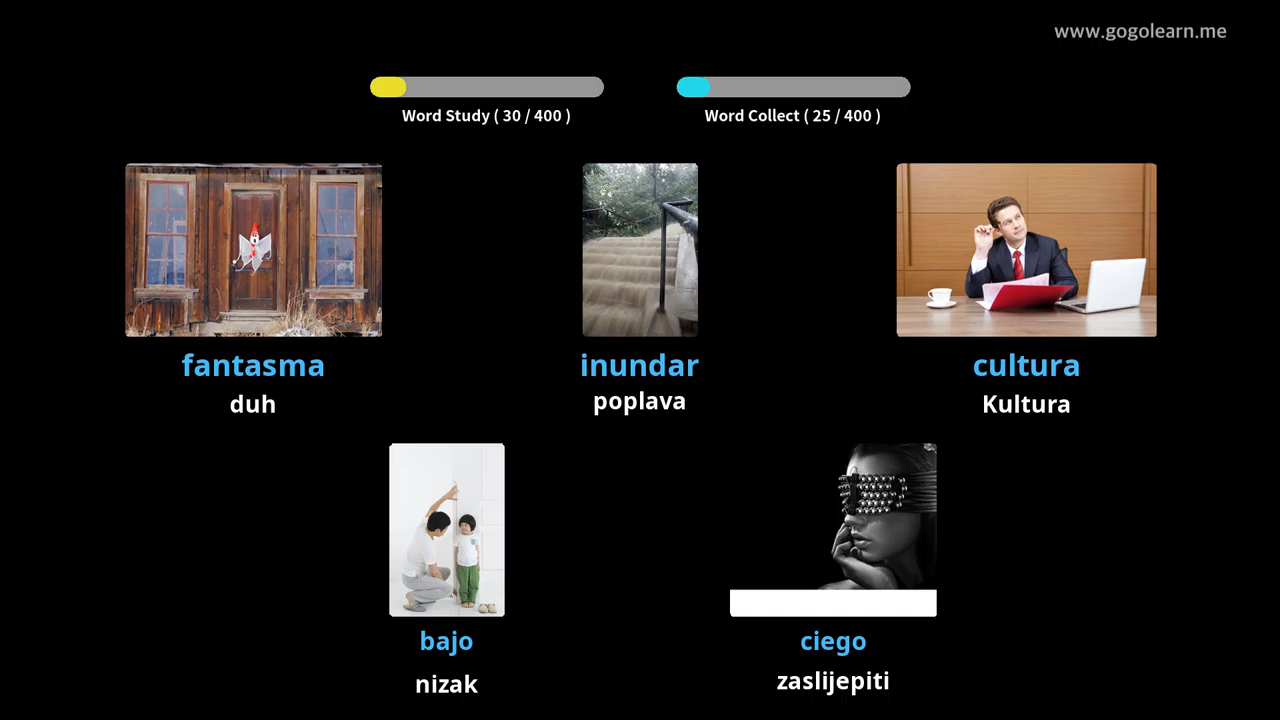 www.gogolearn.me
Word Study ( 30 / 400 )
Word Collect ( 25 / 400 )
fantasma
inundar
cultura
duh
poplava
Kultura
bajo
ciego
nizak
zaslijepiti